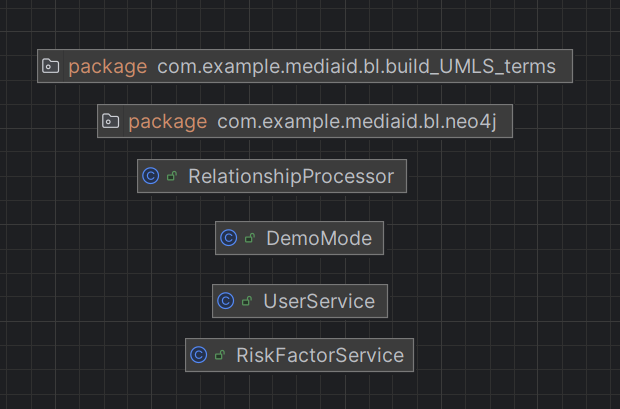 package com.example.mediaid.bl.build_UMLS_terms
package com.example.mediaid.bl.neo4j
RelationshipProcessor
DemoMode
UserService
RiskFactorService